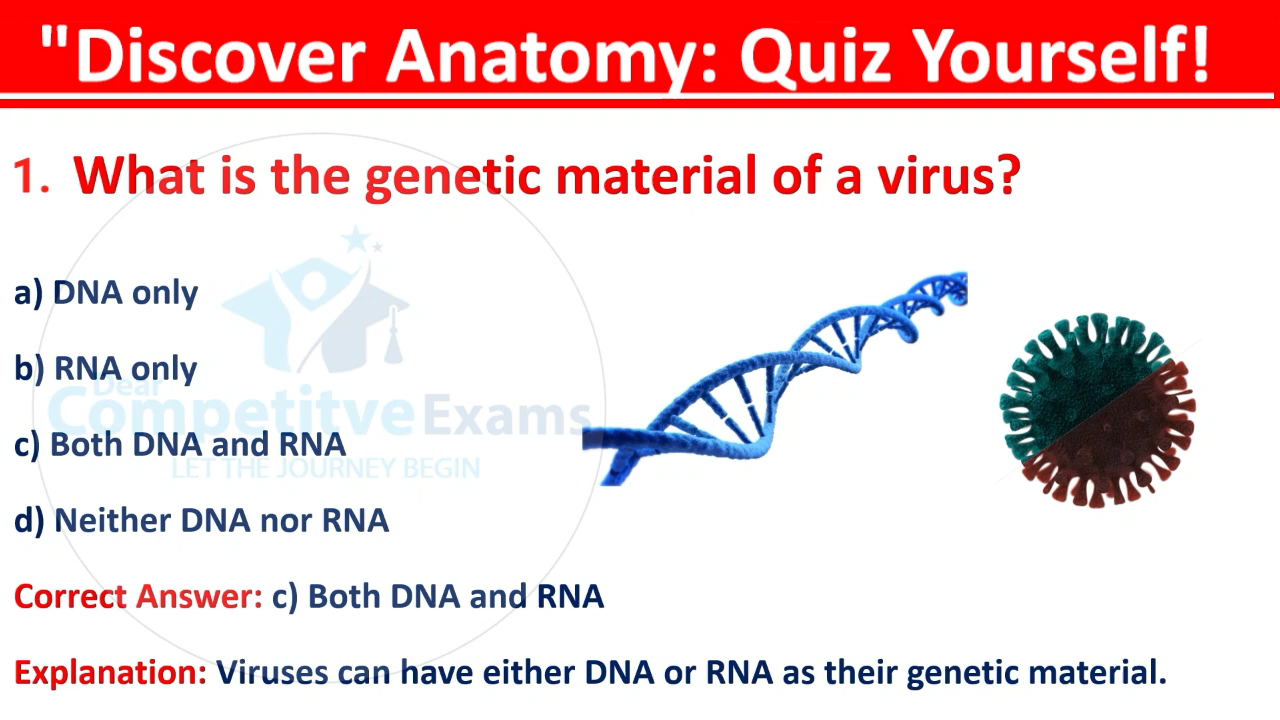 "Discover Anatomy: Quiz Yourself!
1. What is the genetic material of a virus?
a) DNA only
b) RNA only
Dear
Competitve Exams
c) Both DNA and RNA
LET THE JOURNEY BEGIN
d) Neither DNA nor RNA
Correct Answer: c) Both DNA and RNA
Explanation: Viruses can have either DNA or RNA as their genetic material.